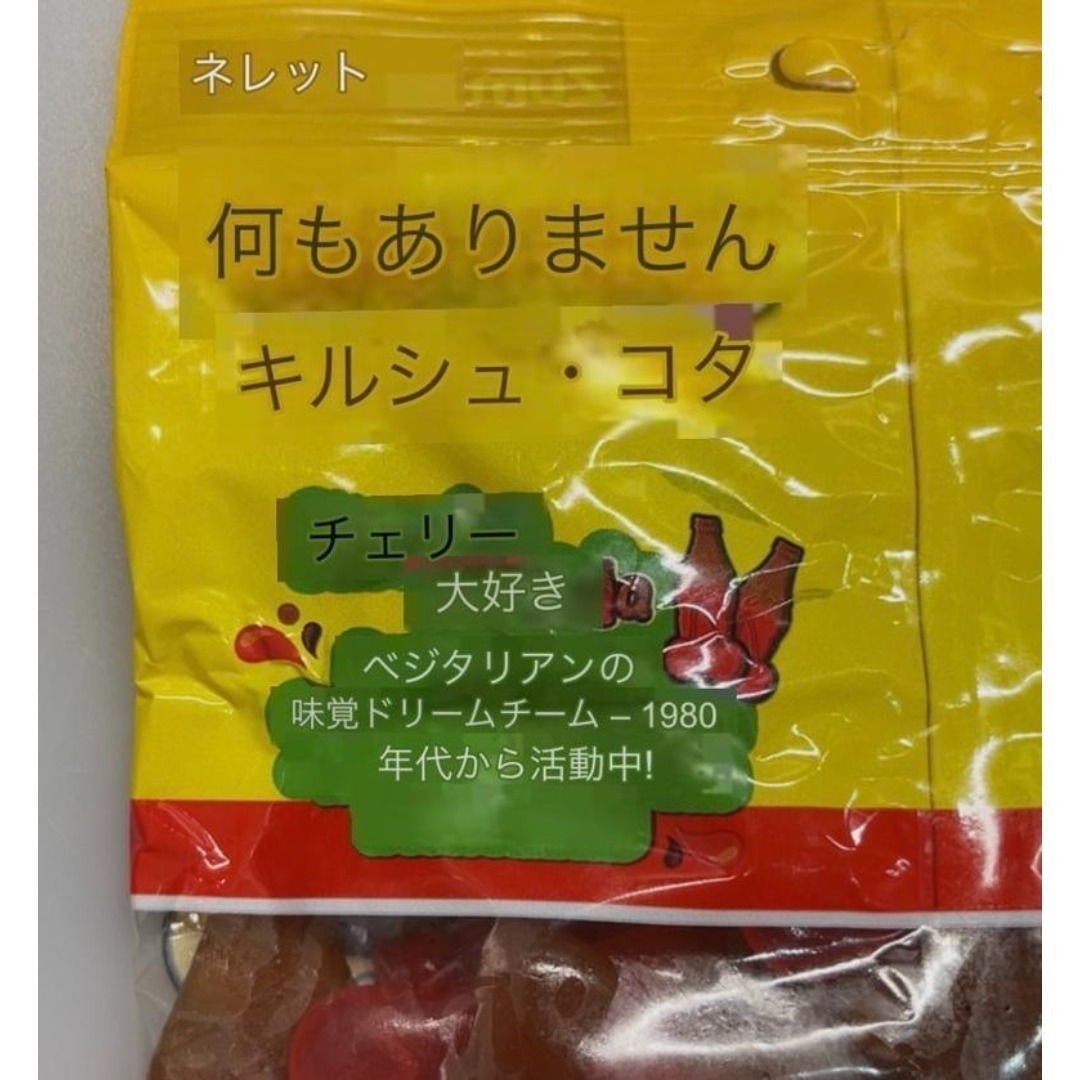 ネレット
何もありません
キルシュ・コタ
チェリー
大好き
ベジタリアンの
味覚ドリームチーム – 1980
年代から活動中!